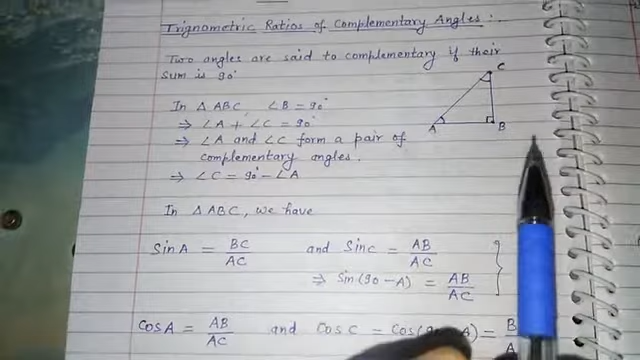 Trignometric Ratios of Complementary Angles :-
Two angles are said to complementary if their
sum is 90°
C
In △ ABC ∠B = 90°
⇒ ∠A + ∠C = 90°
A B
⇒ ∠A and ∠C form a pair of
complementary angles.
⇒ ∠C = 90° - ∠A
In △ ABC, we have
Sin A = BC/AC and Sin C = AB/AC
⇒ Sin (90 - A) = AB/AC
Cos A = AB/AC and Cos C = Cos(9 A) = B